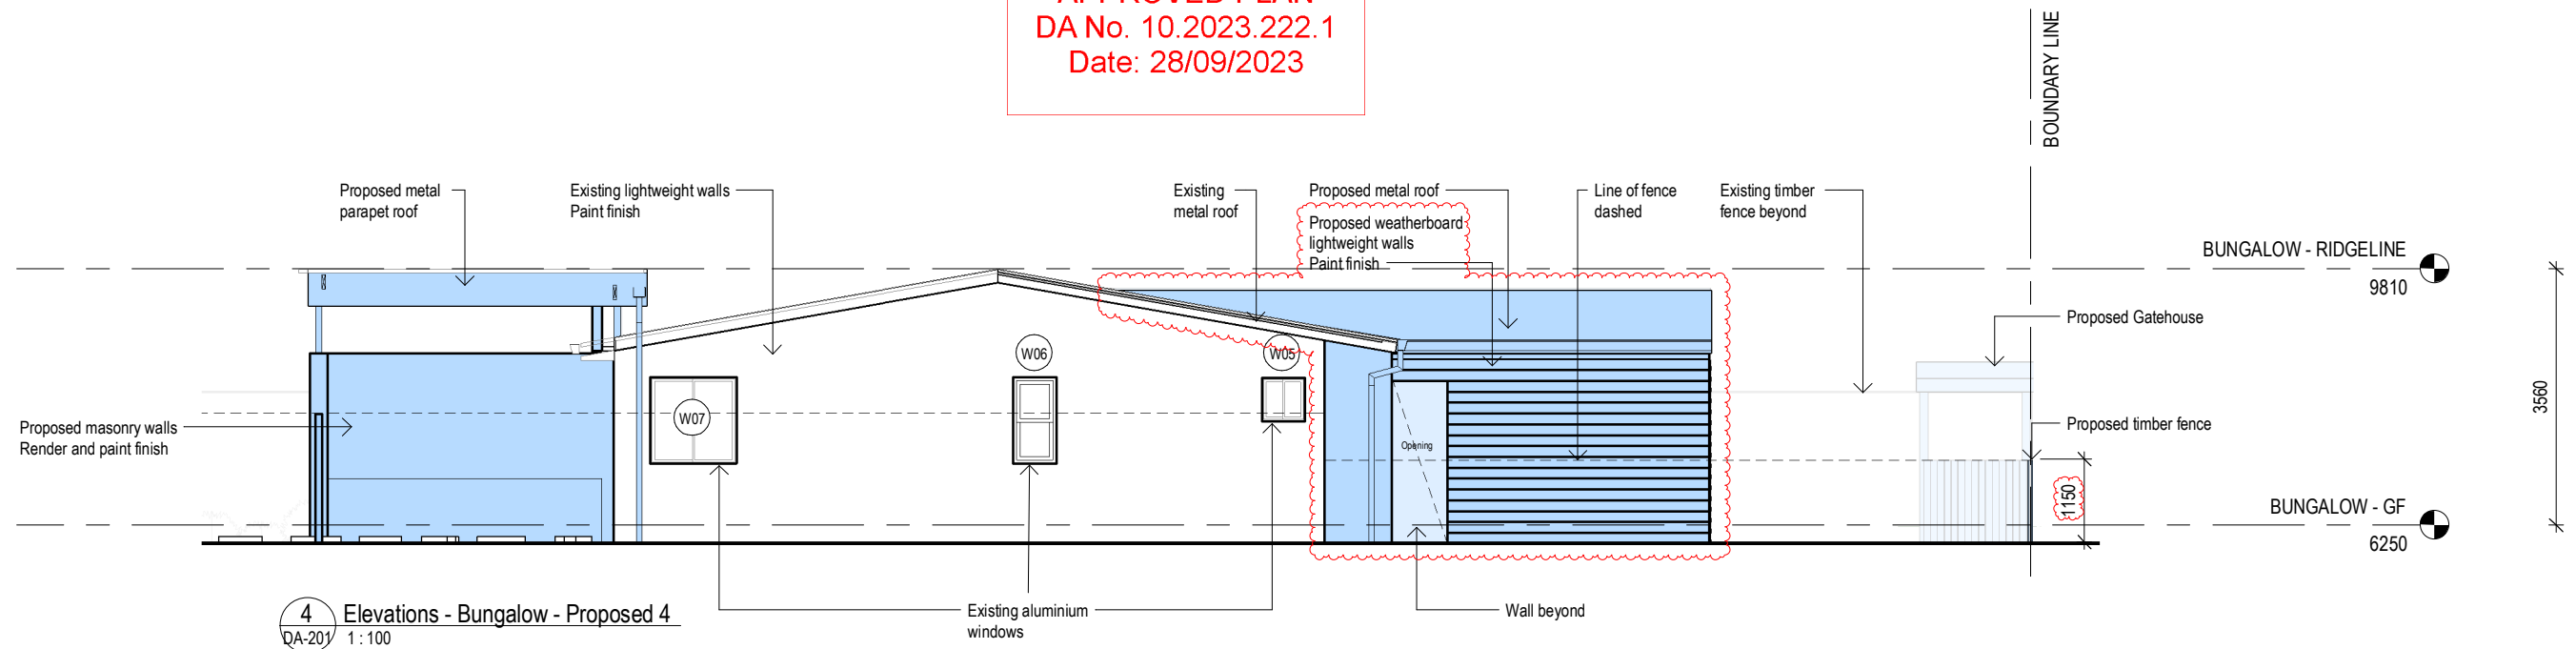 APPROVED PLAN
DA No. 10.2023.222.1
Date: 28/09/2023
BOUNDARY LINE
Proposed metal
parapet roof
Existing lightweight walls
Paint finish
Existing
metal roof
Proposed metal roof
Proposed weatherboard
lightweight walls
Paint finish
Line of fence
dashed
Existing timber
fence beyond
BUNGALOW - RIDGELINE
9810
Proposed Gatehouse
3560
W06
W05
W07
Proposed masonry walls
Render and paint finish
Opening
Proposed timber fence
1150
BUNGALOW - GF
6250
4
DA-201
Elevations - Bungalow - Proposed 4
1 : 100
Existing aluminium
windows
Wall beyond